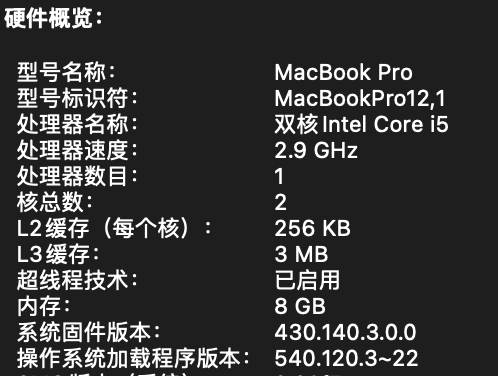 硬件概览：
型号名称： MacBook Pro
型号标识符： MacBookPro12,1
处理器名称： 双核Intel Core i5
处理器速度： 2.9 GHz
处理器数目： 1
核总数： 2
L2缓存（每个核）： 256 KB
L3缓存： 3 MB
超线程技术： 已启用
内存： 8 GB
系统固件版本： 430.140.3.0.0
操作系统加载程序版本： 540.120.3~22